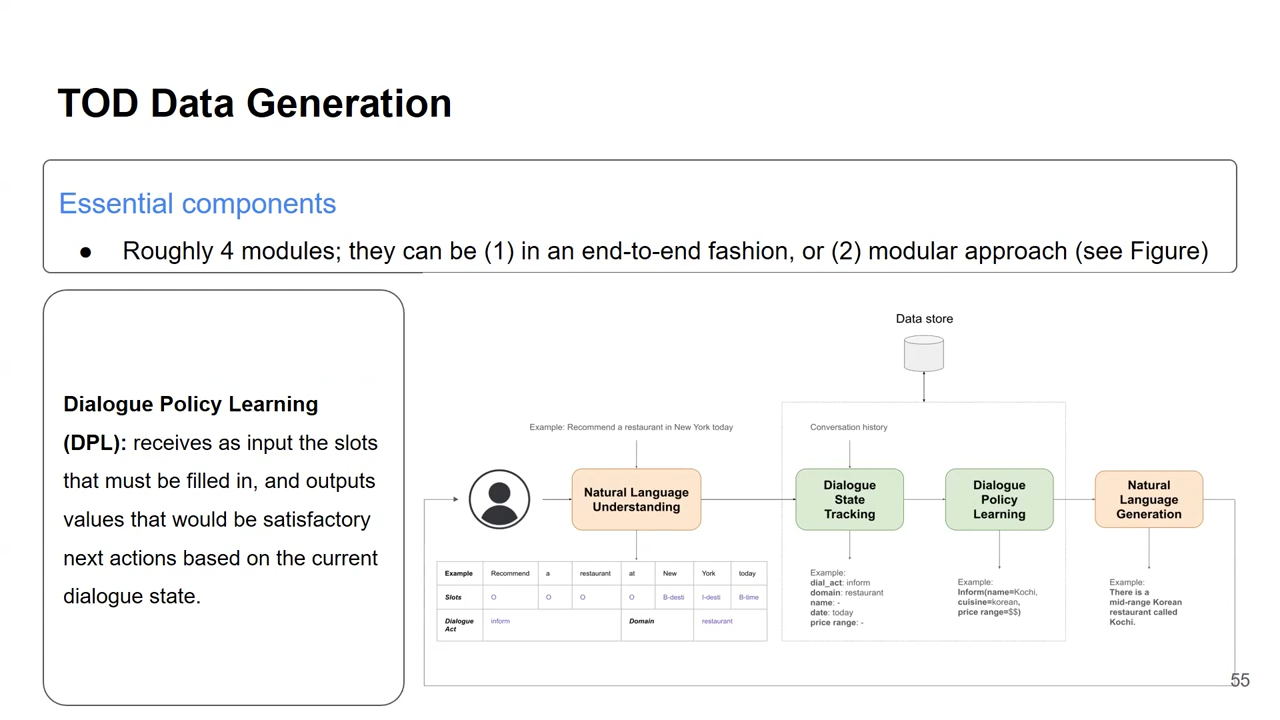 TOD Data Generation
Essential components
● Roughly 4 modules; they can be (1) in an end-to-end fashion, or (2) modular approach (see Figure)
Dialogue Policy Learning
(DPL): receives as input the slots
that must be filled in, and outputs
values that would be satisfactory
next actions based on the current
dialogue state.
Data store
Example: Recommend a restaurant in New York today
Conversation history
Natural Language
Understanding
Dialogue
State
Tracking
Dialogue
Policy
Learning
Natural
Language
Generation
Example Recommend a restaurant at New York today
Slots O O O O B-desti I-desti B-time
Dialogue
Act
inform
Domain
restaurant
Example:
dial_act: inform
domain: restaurant
name: -
date: today
price range: -
Example:
Inform(name=Kochi,
cuisine=korean,
price range=$$)
Example:
There is a
mid-range Korean
restaurant called
Kochi.
55